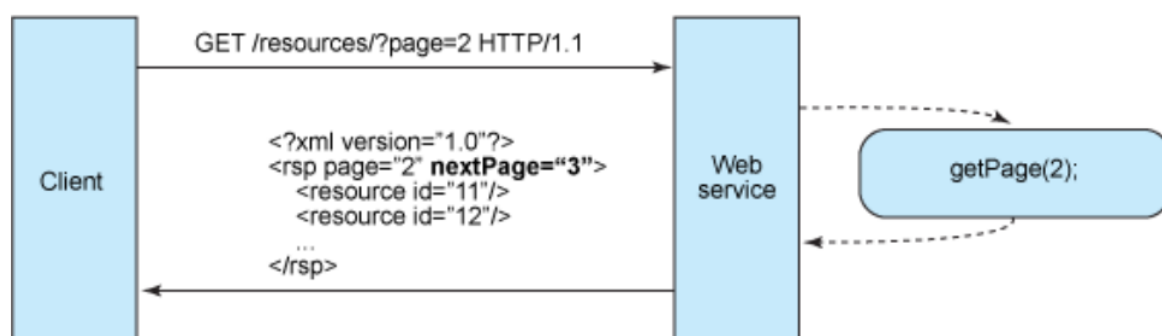 GET /resources/?page=2 HTTP/1.1
<?xml version="1.0"?>
<rsp page="2" nextPage="3">
<resource id="11"/>
<resource id="12"/>
...
</rsp>
Client
Web
service
getPage(2);